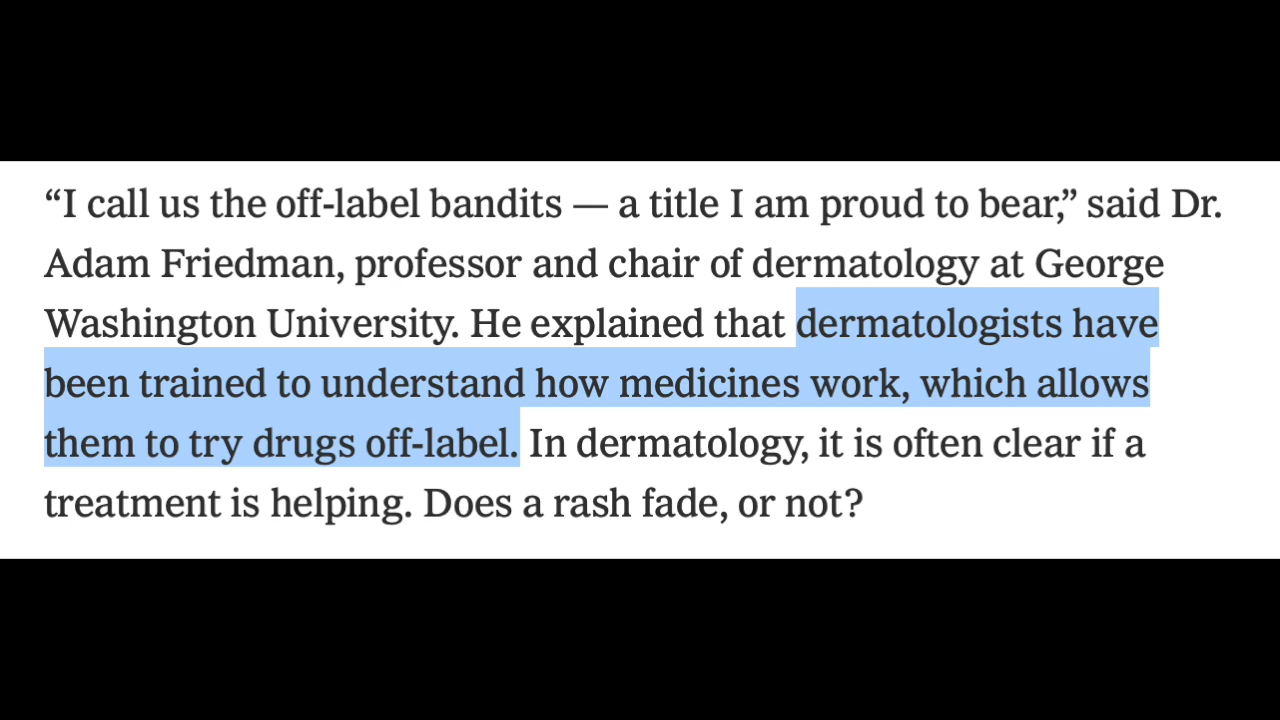 “I call us the off-label bandits — a title I am proud to bear,” said Dr.
Adam Friedman, professor and chair of dermatology at George
Washington University. He explained that dermatologists have
been trained to understand how medicines work, which allows
them to try drugs off-label. In dermatology, it is often clear if a
treatment is helping. Does a rash fade, or not?